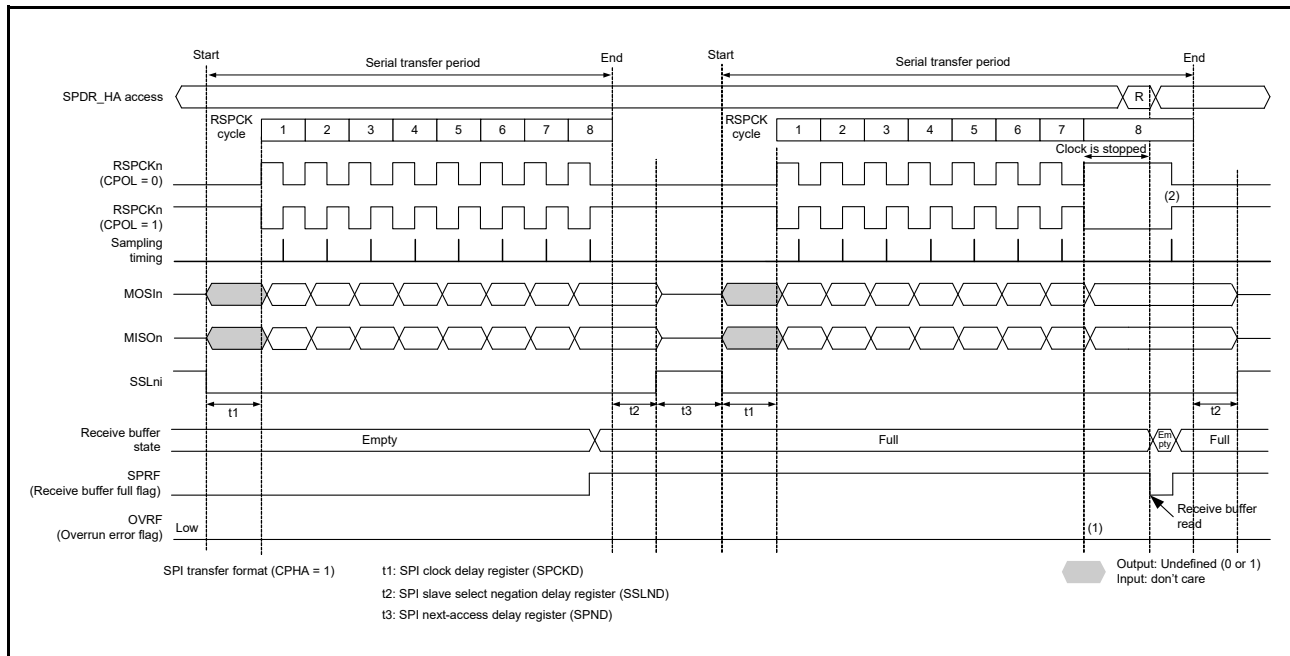 Start
End
Start
End
Serial transfer period
Serial transfer period
SPDR_HA access
R
RSPCK
cycle
1 2 3 4 5 6 7 8
RSPCK
cycle
1 2 3 4 5 6 7 8
Clock is stopped
RSPCKn
(CPOL = 0)
(2)
RSPCKn
(CPOL = 1)
Sampling
timing
MOSIn
MISOn
SSLni
t1
t2
t3
t1
t2
Receive buffer
state
Empty
Full
Em
pty
Full
SPRF
(Receive buffer full flag)
Receive buffer
read
OVRF
(Overrun error flag)
Low
(1)
SPI transfer format (CPHA = 1)
t1: SPI clock delay register (SPCKD)
t2: SPI slave select negation delay register (SSLND)
t3: SPI next-access delay register (SPND)
Output: Undefined (0 or 1)
Input: don't care